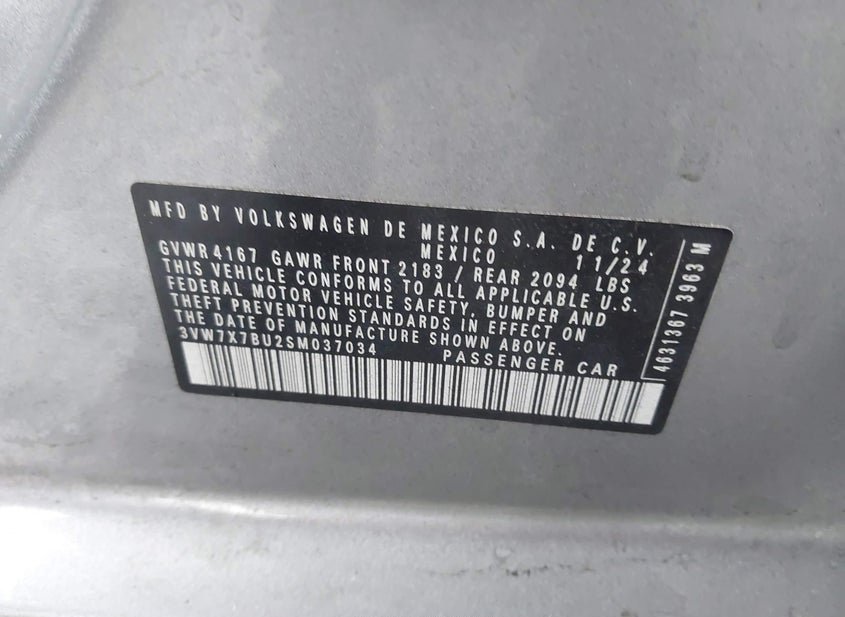 MFD BY VOLKSWAGEN DE MEXICO S.A. DE C.V.
MEXICO 11/24
GVWR 4167 GAWR FRONT 2183 / REAR 2094 LBS
THIS VEHICLE CONFORMS TO ALL APPLICABLE U.S.
FEDERAL MOTOR VEHICLE SAFETY, BUMPER AND
THEFT PREVENTION STANDARDS IN EFFECT ON
THE DATE OF MANUFACTURE SHOWN ABOVE.
3VW7X7BU2SM037034 PASSENGER CAR
4631367 3963 M